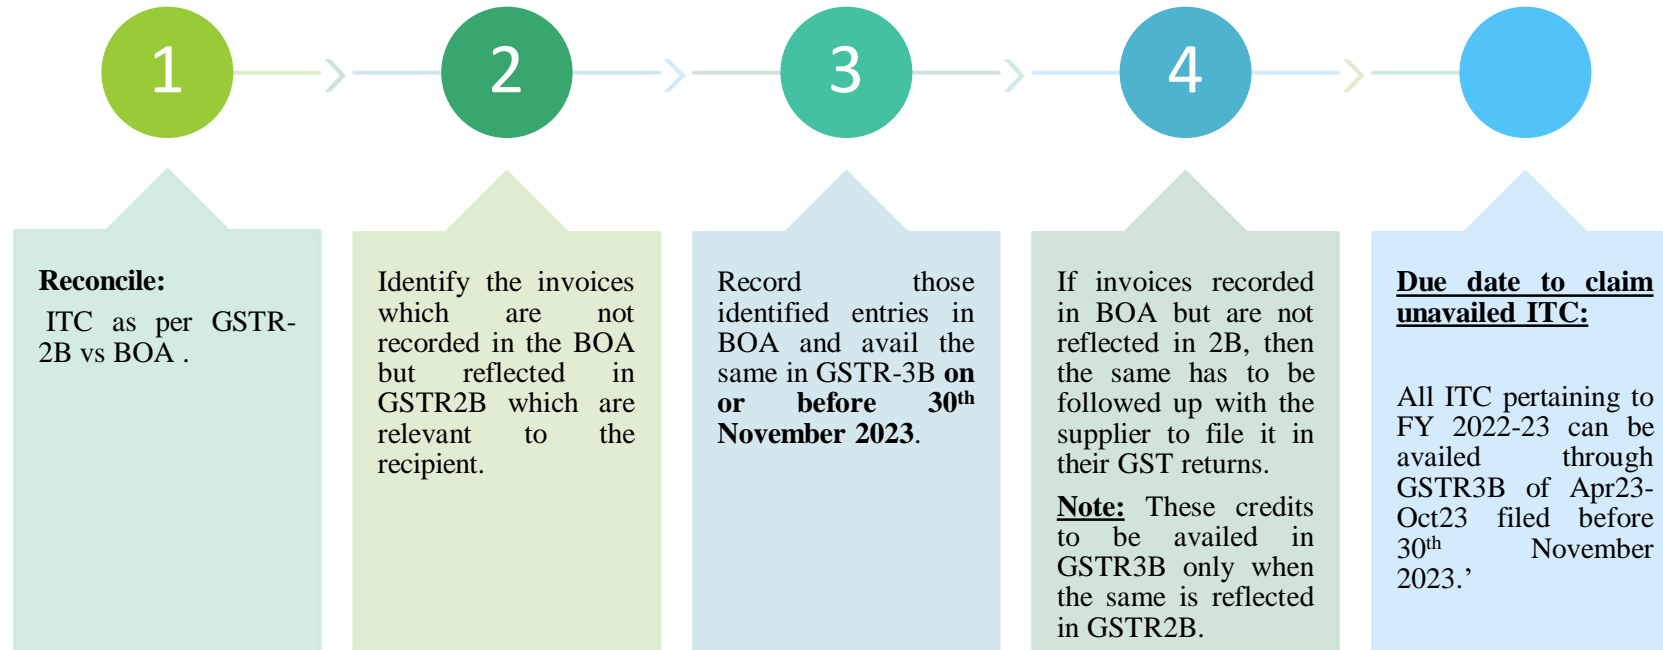 1
2
3
4
Reconcile:
ITC as per GSTR-
2B vs BOA .
Identify the invoices
which are not
recorded in the BOA
but reflected in
GSTR2B which are
relevant to the
recipient.
Record those
identified entries in
BOA and avail the
same in GSTR-3B on
or before 30th
November 2023.
If invoices recorded
in BOA but are not
reflected in 2B, then
the same has to be
followed up with the
supplier to file it in
their GST returns.
Note: These credits
to be availed in
GSTR3B only when
the same is reflected
in GSTR2B.
Due date to claim
unavailed ITC:
All ITC pertaining to
FY 2022-23 can be
availed through
GSTR3B of Apr23-
Oct23 filed before
30th November
2023.’